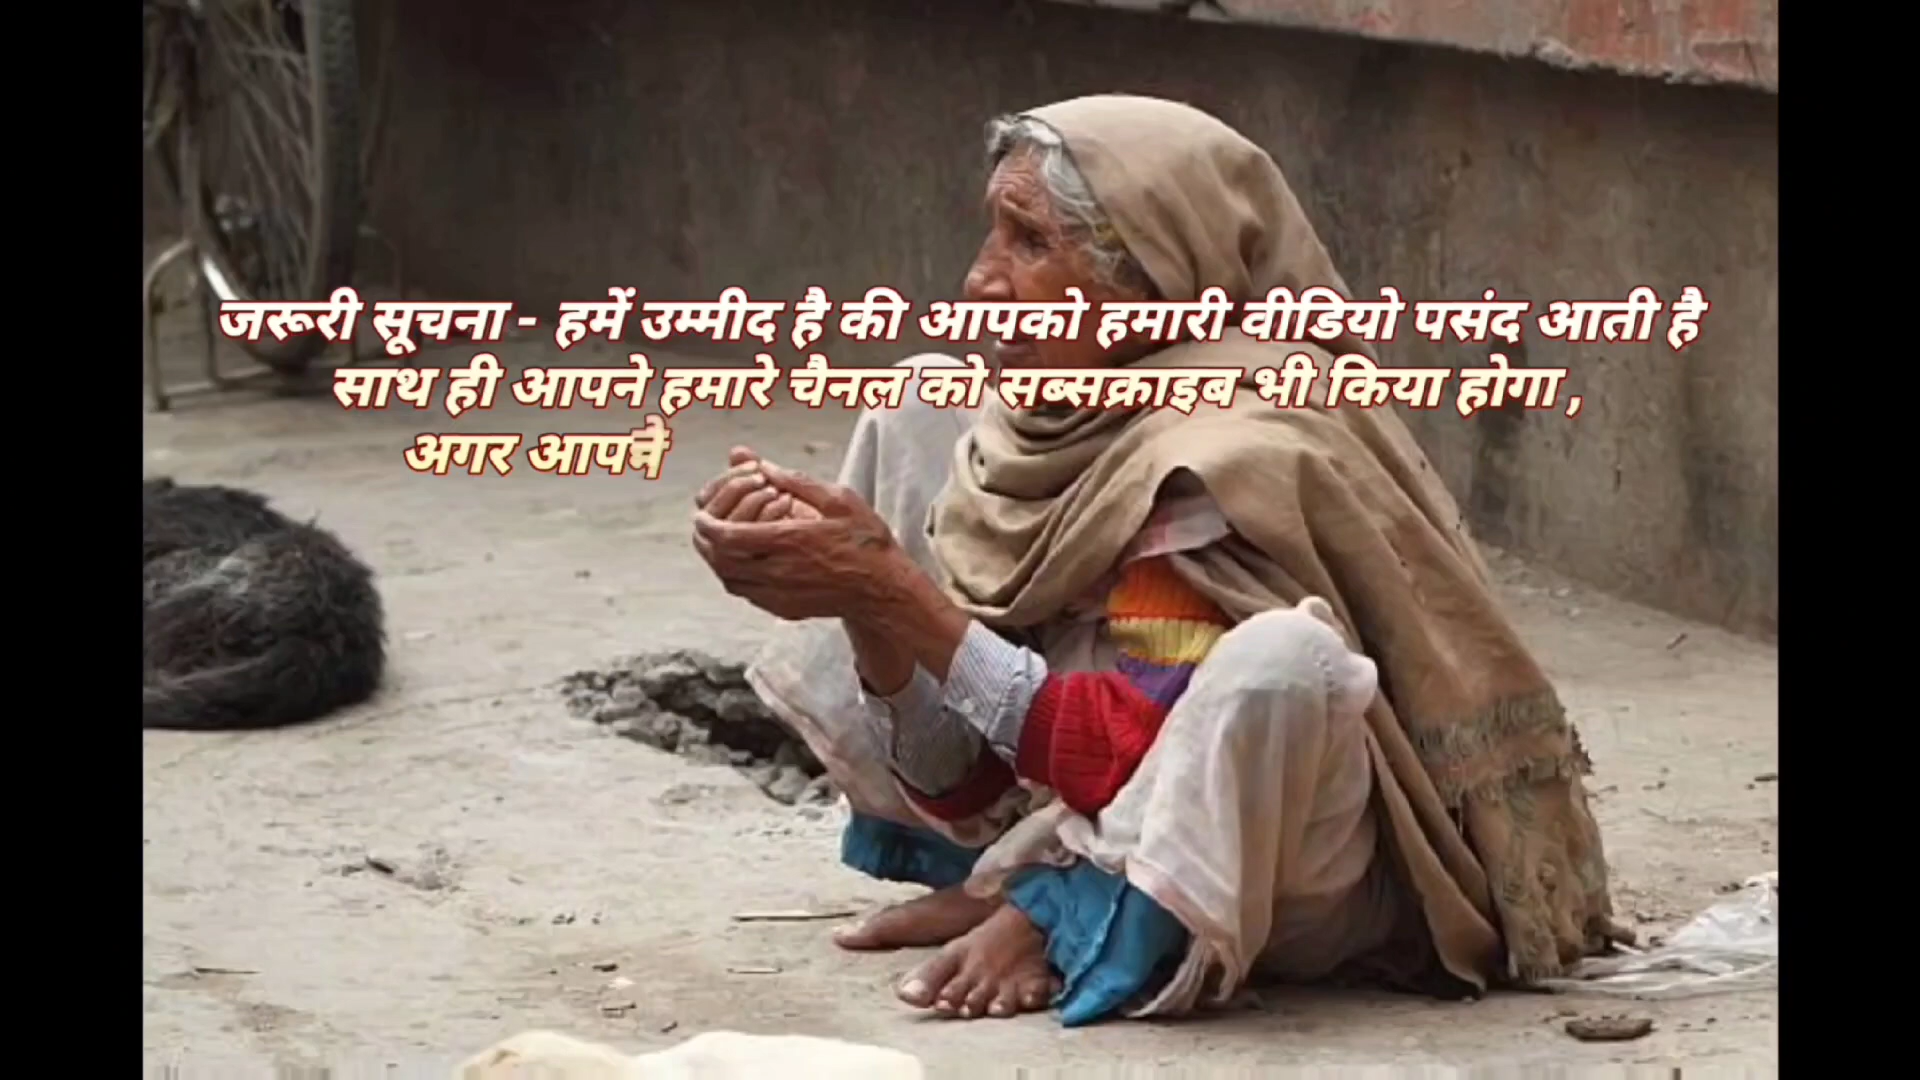 जरूरी सूचना - हमें उम्मीद है की आपको हमारी वीडियो पसंद आती है
साथ ही आपने हमारे चैनल को सब्सक्राइब भी किया होगा ,
अगर आपने